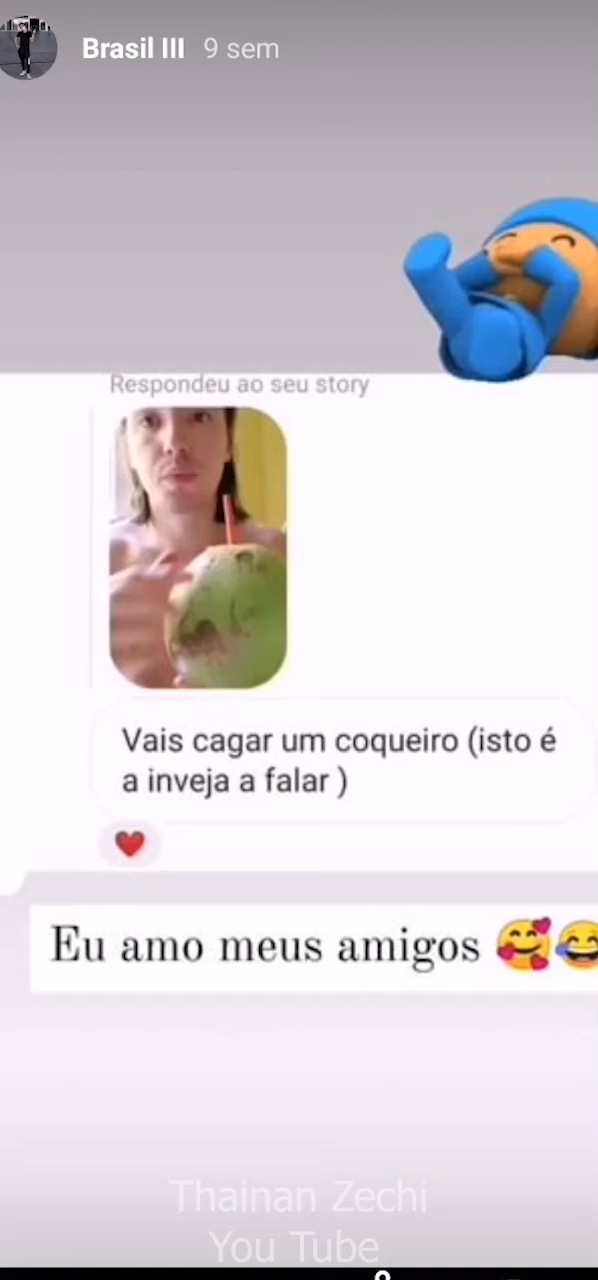 Brasil III 9 sem
Respondeu ao seu story
Vais cagar um coqueiro (isto é
a inveja a falar )
Eu amo meus amigos 🥰😂
Thainan Zechi
You Tube